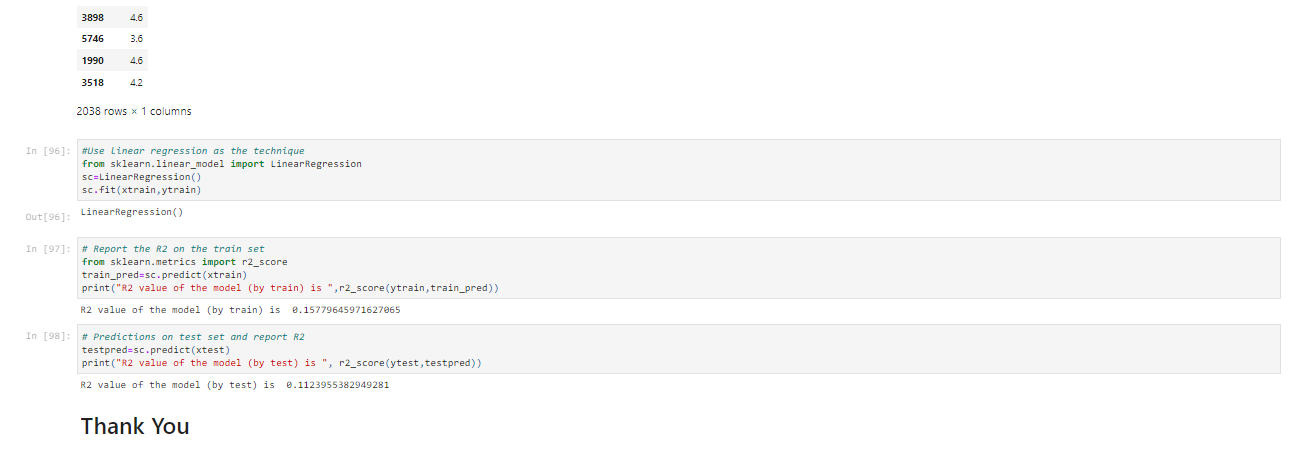 3898 4.6
5746 3.6
1990 4.6
3518 4.2
2038 rows × 1 columns
In [96]: #Use linear regression as the technique
from sklearn.linear_model import LinearRegression
sc=LinearRegression()
sc.fit(xtrain,ytrain)
Out[96]: LinearRegression()
In [97]: # Report the R2 on the train set
from sklearn.metrics import r2_score
train_pred=sc.predict(xtrain)
print("R2 value of the model (by train) is ",r2_score(ytrain,train_pred))
R2 value of the model (by train) is  0.15779645971627065
In [98]: # Predictions on test set and report R2
testpred=sc.predict(xtest)
print("R2 value of the model (by test) is ", r2_score(ytest,testpred))
R2 value of the model (by test) is  0.1123955382949281
Thank You